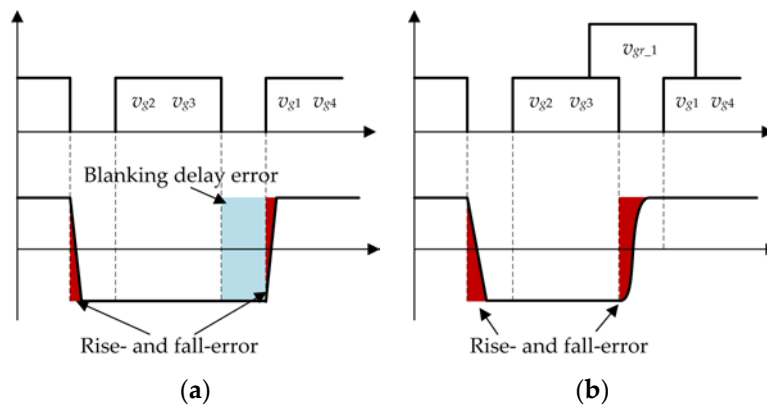 v_gr_1
v_g2 v_g3
v_g1 v_g4
v_g2 v_g3
v_g1 v_g4
Blanking delay error
Rise- and fall-error
Rise- and fall-error
(a)
(b)